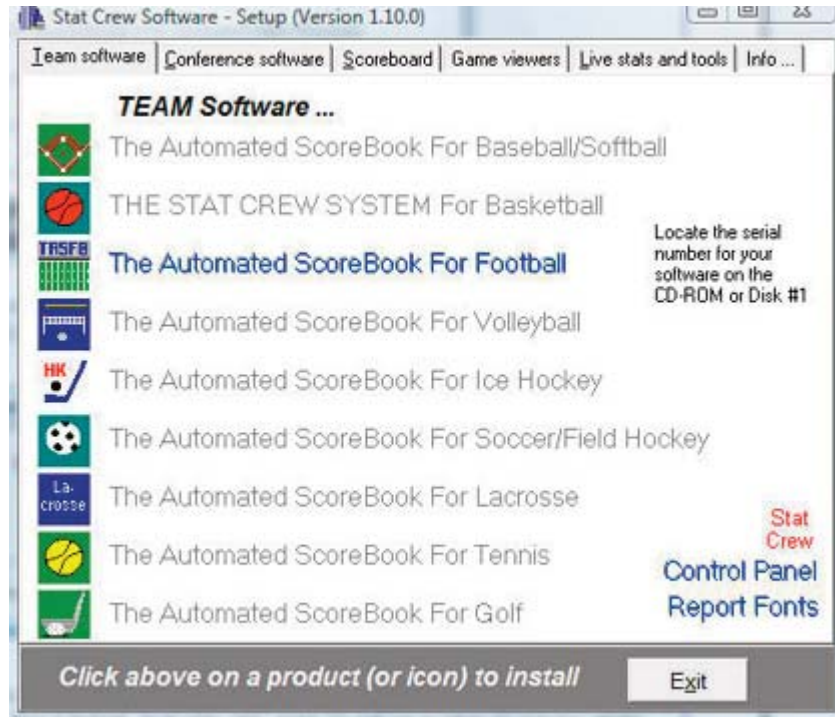 Stat Crew Software - Setup (Version 1.10.0)
Team software
Conference software
Scoreboard
Game viewers
Live stats and tools
Info ...
TEAM Software ...
The Automated ScoreBook For Baseball/Softball
THE STAT CREW SYSTEM For Basketball
TASFB
The Automated ScoreBook For Football
Locate the serial
number for your
software on the
CD-ROM or Disk #1
The Automated ScoreBook For Volleyball
HK
The Automated ScoreBook For Ice Hockey
The Automated ScoreBook For Soccer/Field Hockey
La-
crosse
The Automated ScoreBook For Lacrosse
The Automated ScoreBook For Tennis
The Automated ScoreBook For Golf
Stat
Crew
Control Panel
Report Fonts
Click above on a product (or icon) to install
Exit